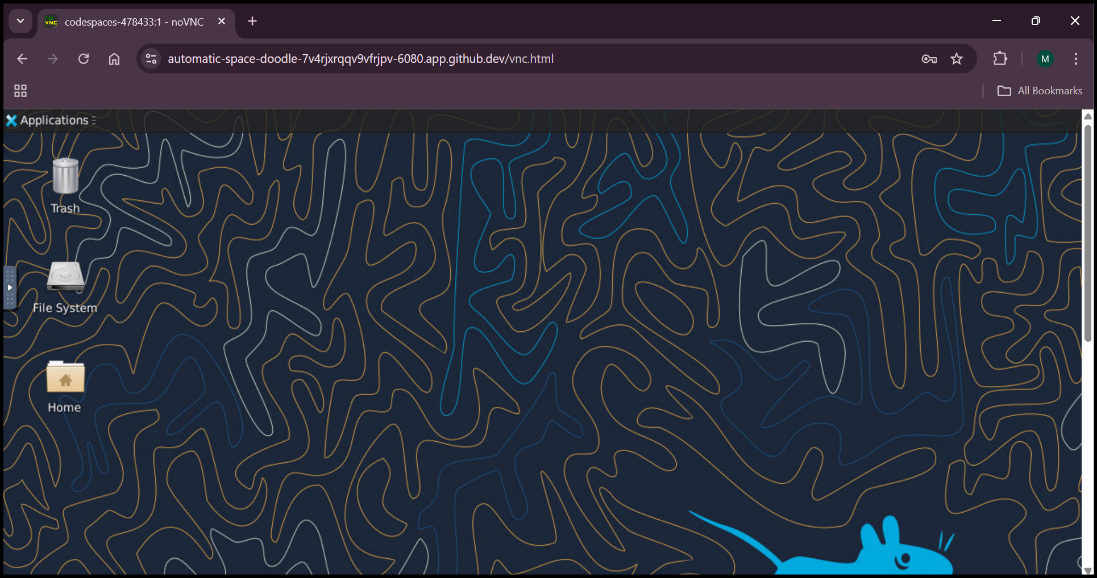 codespaces-478433:1 - noVNC
automatic-space-doodle-7v4rjxrqqv9vfrjpv-6080.app.github.dev/vnc.html
M
All Bookmarks
Applications
Trash
File System
Home